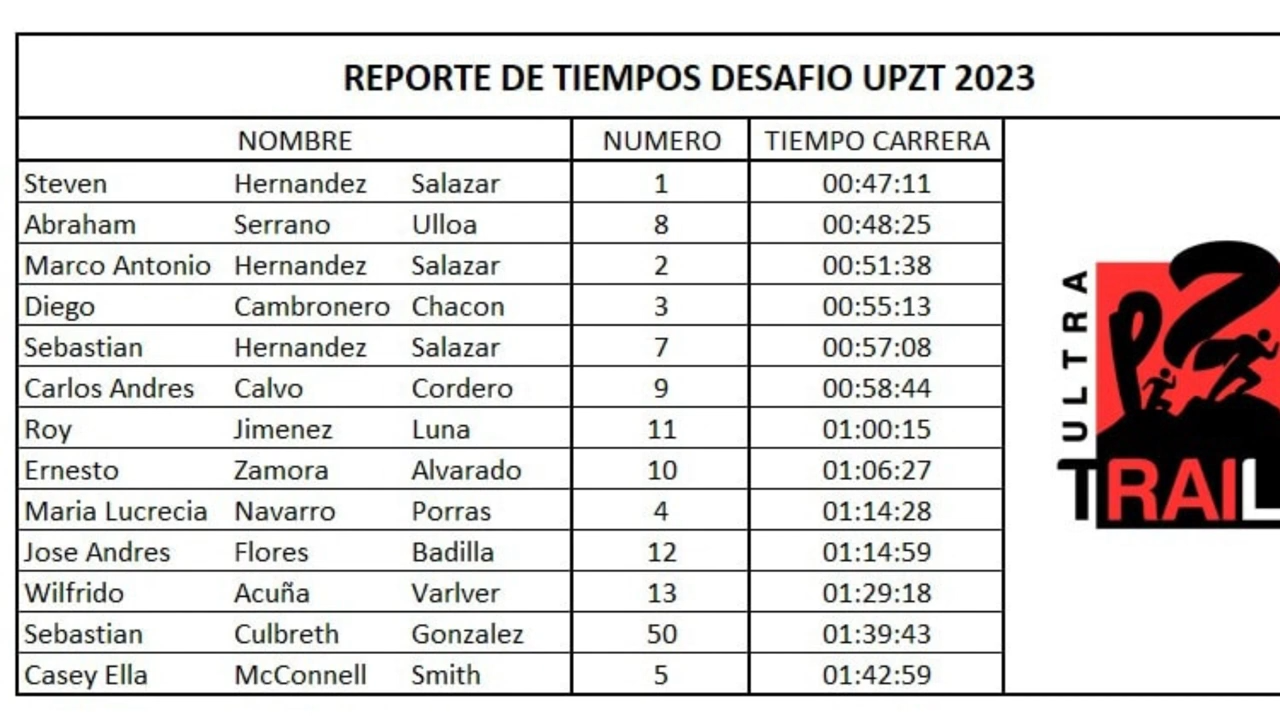 REPORTE DE TIEMPOS DESAFIO UPZT 2023
NOMBRE NUMERO TIEMPO CARRERA
Steven Hernandez Salazar 1 00:47:11
Abraham Serrano Ulloa 8 00:48:25
Marco Antonio Hernandez Salazar 2 00:51:38
Diego Cambronero Chacon 3 00:55:13
Sebastian Hernandez Salazar 7 00:57:08
Carlos Andres Calvo Cordero 9 00:58:44
Roy Jimenez Luna 11 01:00:15
Ernesto Zamora Alvarado 10 01:06:27
Maria Lucrecia Navarro Porras 4 01:14:28
Jose Andres Flores Badilla 12 01:14:59
Wilfrido Acuña Varlver 13 01:29:18
Sebastian Culbreth Gonzalez 50 01:39:43
Casey Ella McConnell Smith 5 01:42:59
ULTRA
PZ
TRAIL